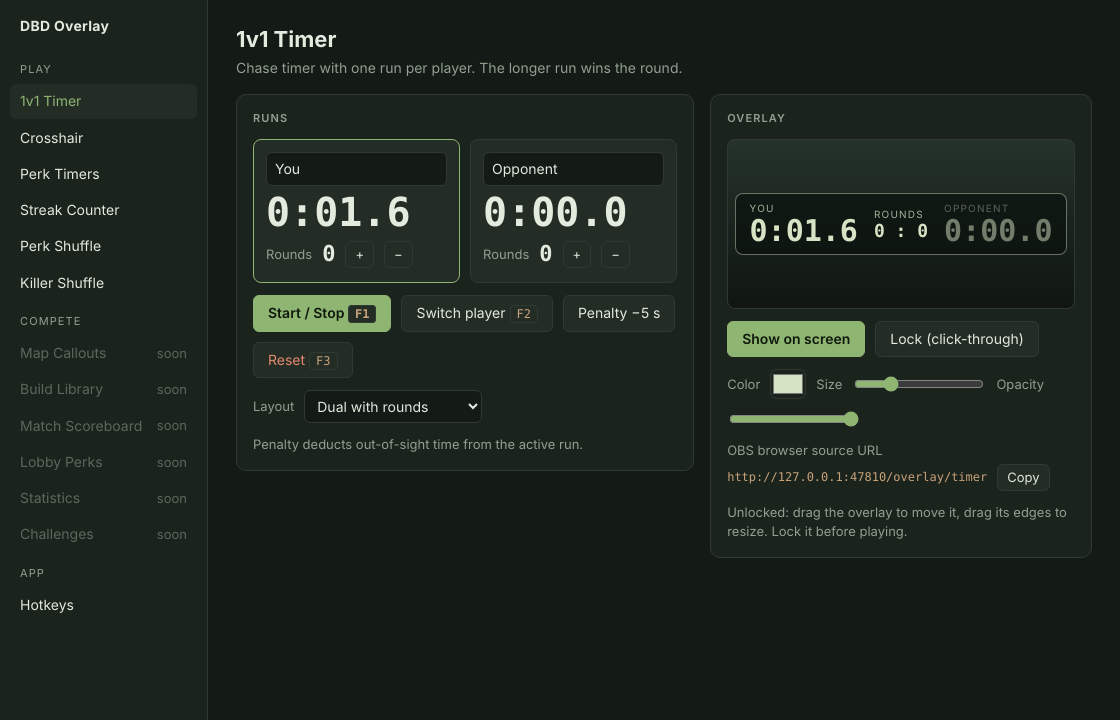 DBD Overlay
PLAY
1v1 Timer
Crosshair
Perk Timers
Streak Counter
Perk Shuffle
Killer Shuffle
COMPETE
Map Callouts soon
Build Library soon
Match Scoreboard soon
Lobby Perks soon
Statistics soon
Challenges soon
APP
Hotkeys
1v1 Timer
Chase timer with one run per player. The longer run wins the round.
RUNS
You
0:01.6
Rounds 0 + −
Opponent
0:00.0
Rounds 0 + −
Start / Stop F1
Switch player F2
Penalty −5 s
Reset F3
Layout Dual with rounds
Penalty deducts out-of-sight time from the active run.
OVERLAY
YOU
0:01.6
ROUNDS
0 : 0
OPPONENT
0:00.0
Show on screen
Lock (click-through)
Color Size Opacity
OBS browser source URL
http://127.0.0.1:47810/overlay/timer Copy
Unlocked: drag the overlay to move it, drag its edges to
resize. Lock it before playing.